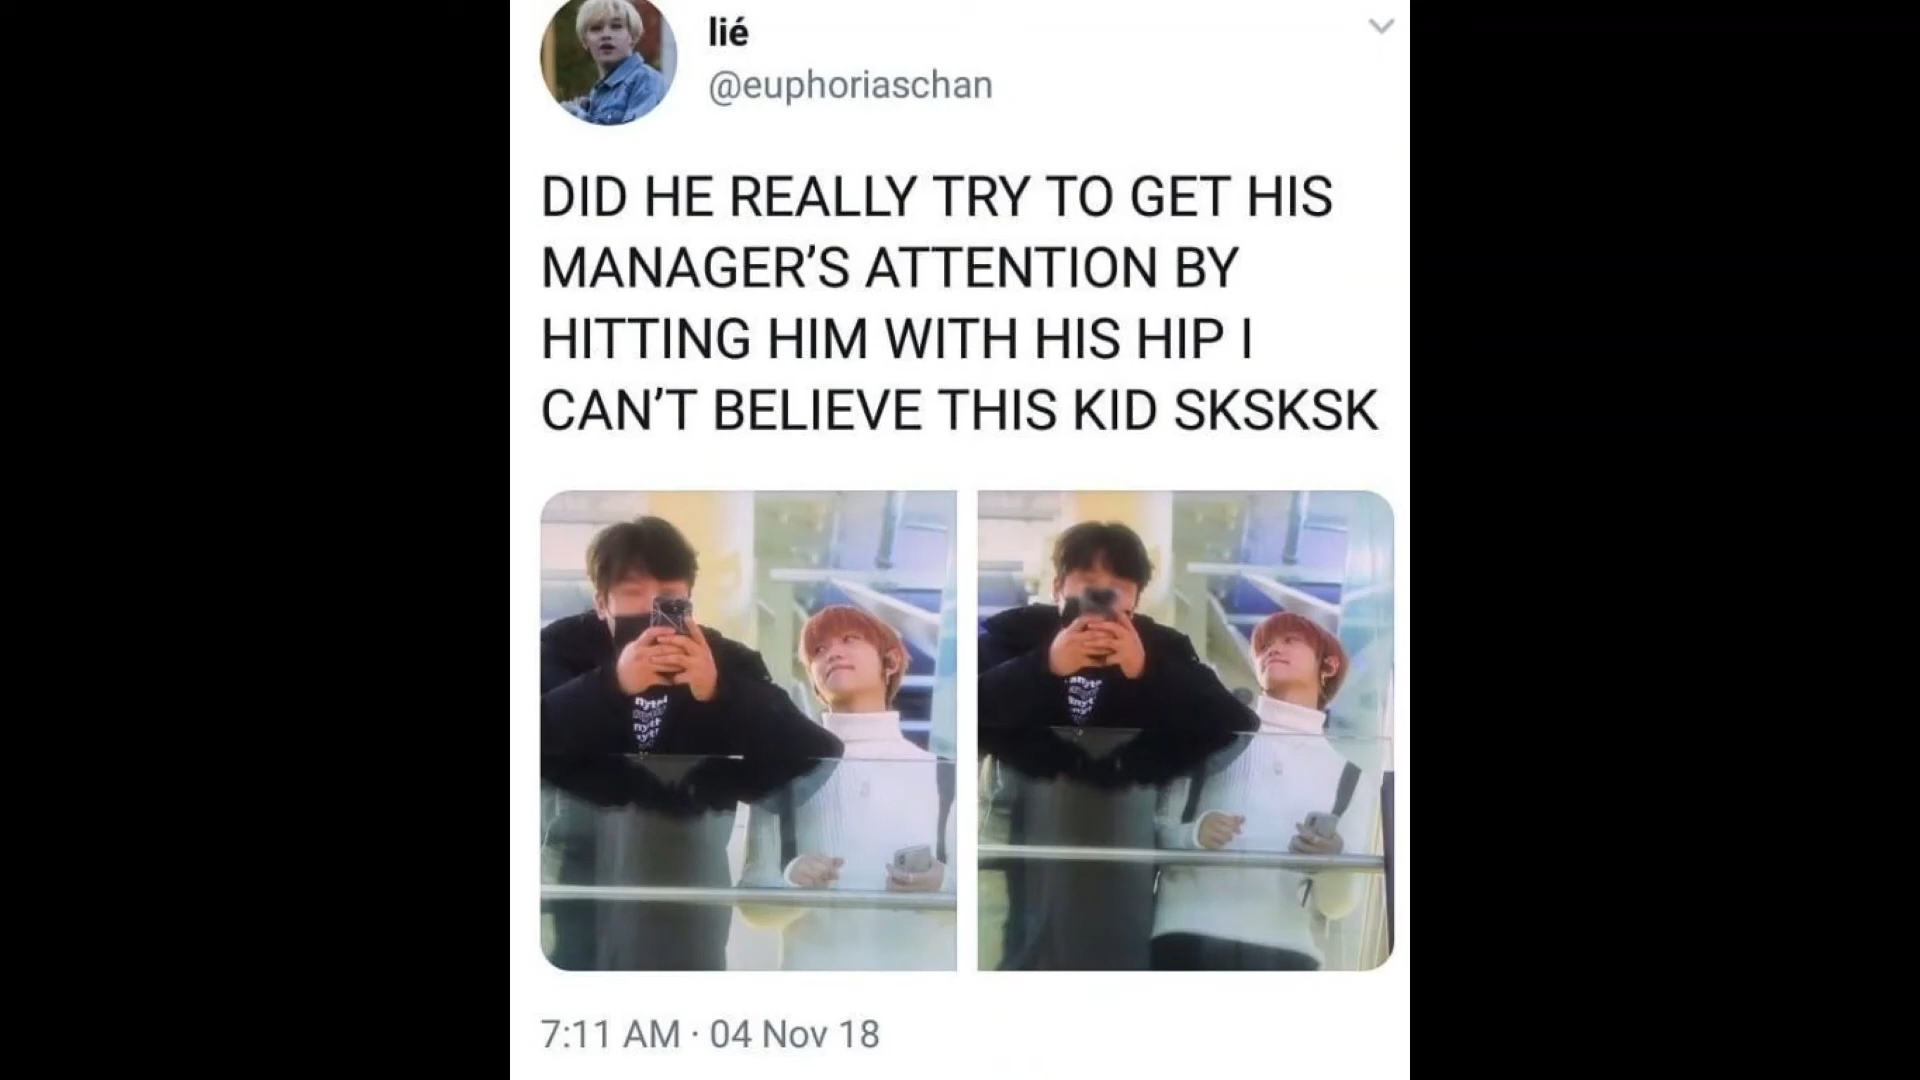 lié
@euphoriaschan
DID HE REALLY TRY TO GET HIS
MANAGER’S ATTENTION BY
HITTING HIM WITH HIS HIP I
CAN’T BELIEVE THIS KID SKSKSK
7:11 AM · 04 Nov 18